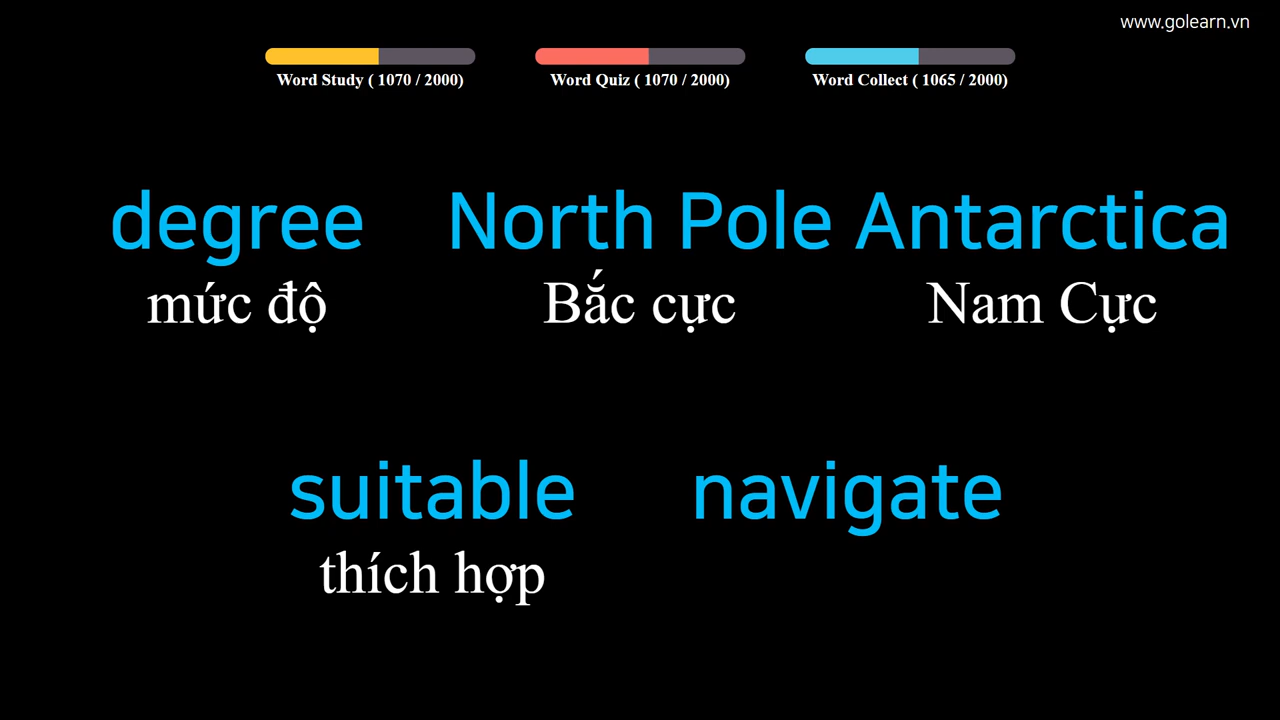 www.golearn.vn
Word Study ( 1070 / 2000) Word Quiz ( 1070 / 2000) Word Collect ( 1065 / 2000)
degree North Pole Antarctica
mức độ Bắc cực Nam Cực
suitable navigate
thích hợp